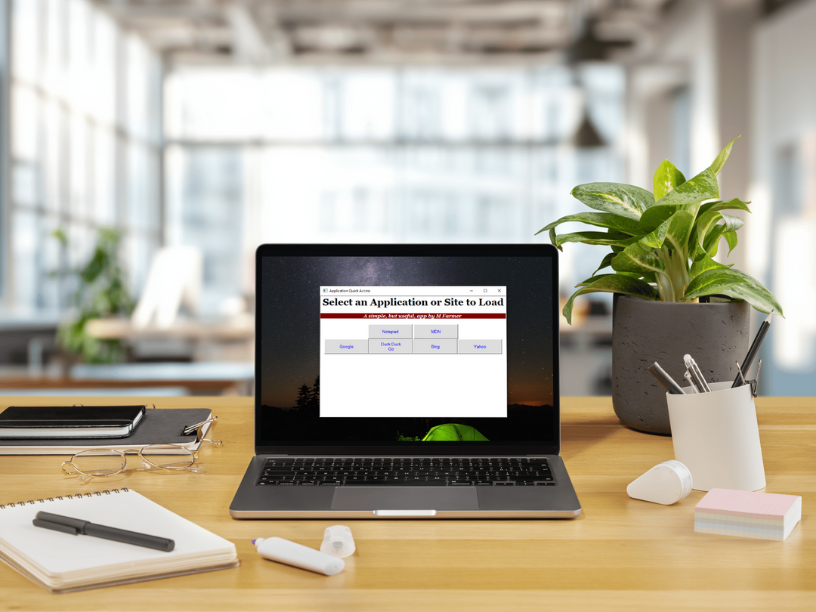 Application Quick Access
Select an Application or Site to Load
A simple, but useful, app by M Farmer
Notepad MDN
Google Duck Duck Go Bing Yahoo